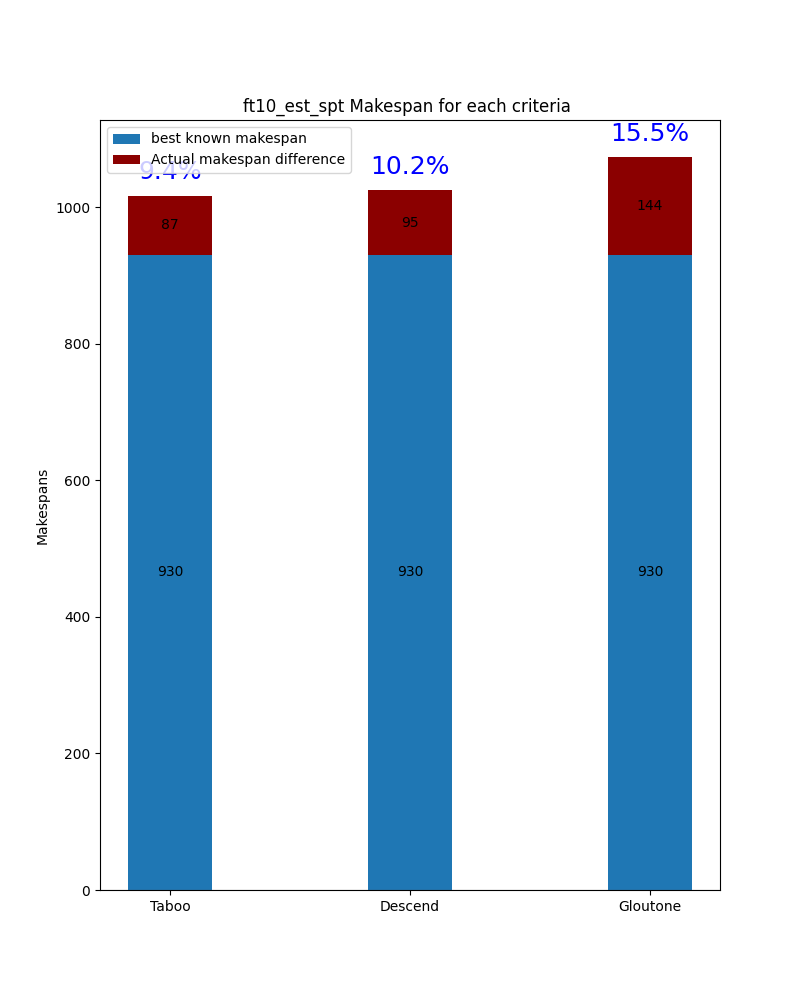 ft10_est_spt Makespan for each criteria
best known makespan
Actual makespan difference
9.4%
10.2%
15.5%
87
95
144
930
930
930
Makespans
1000
800
600
400
200
0
Taboo
Descend
Gloutone